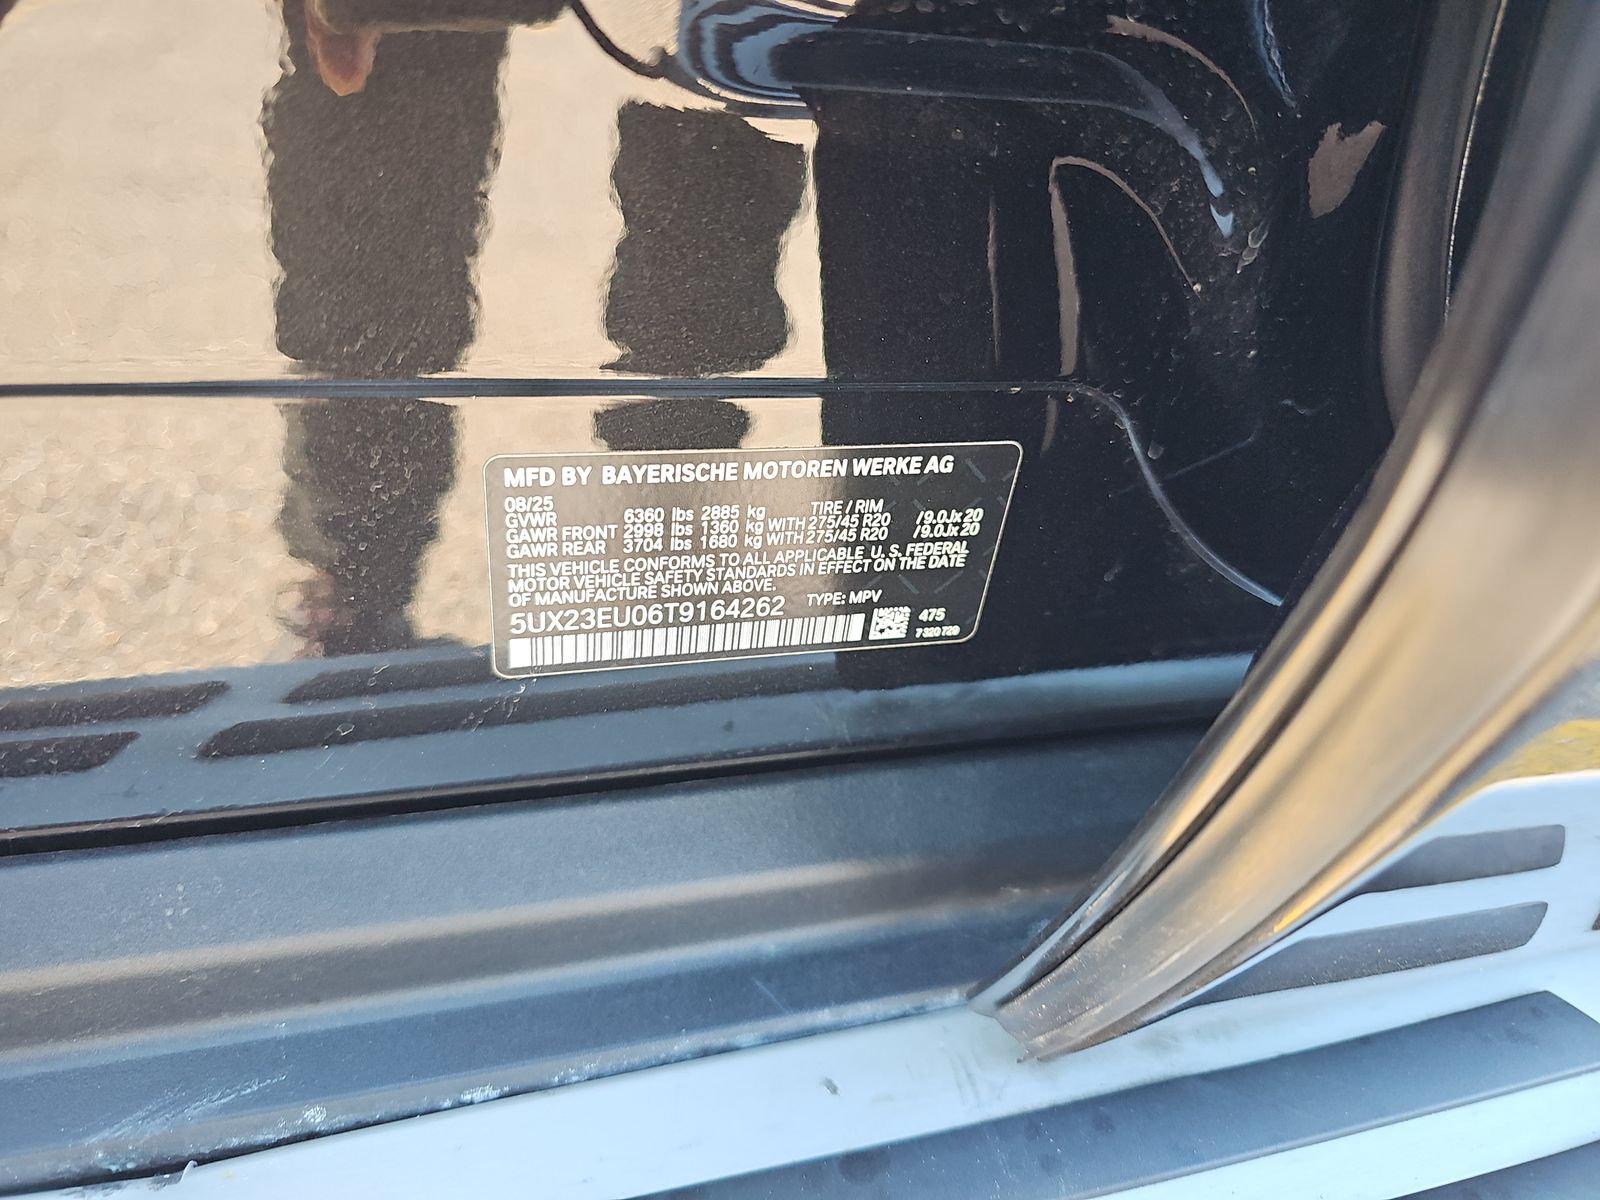 MFD BY BAYERISCHE MOTOREN WERKE AG
08/25 TIRE / RIM
GVWR 6360 lbs 2885 kg
GAWR FRONT 2998 lbs 1360 kg WITH 275/45 R20 /9.0Jx20
GAWR REAR 3704 lbs 1680 kg WITH 275/45 R20 /9.0Jx20
THIS VEHICLE CONFORMS TO ALL APPLICABLE U.S. FEDERAL
MOTOR VEHICLE SAFETY STANDARDS IN EFFECT ON THE DATE
OF MANUFACTURE SHOWN ABOVE.
5UX23EU06T9164262 TYPE: MPV
475
7 320 729